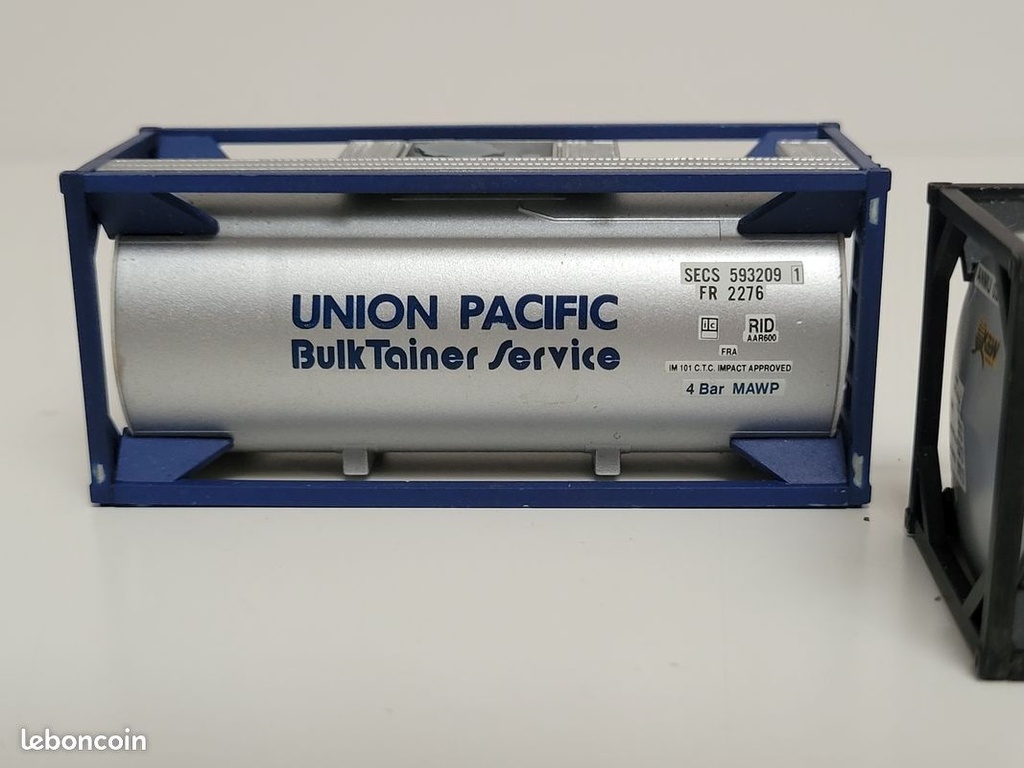 SECS 593209 1
FR 2276
UNION PACIFIC
BulkTainer Service
ic
RID
AAR600
FRA
IM 101 C.T.C. IMPACT APPROVED
4 Bar MAWP
leboncoin